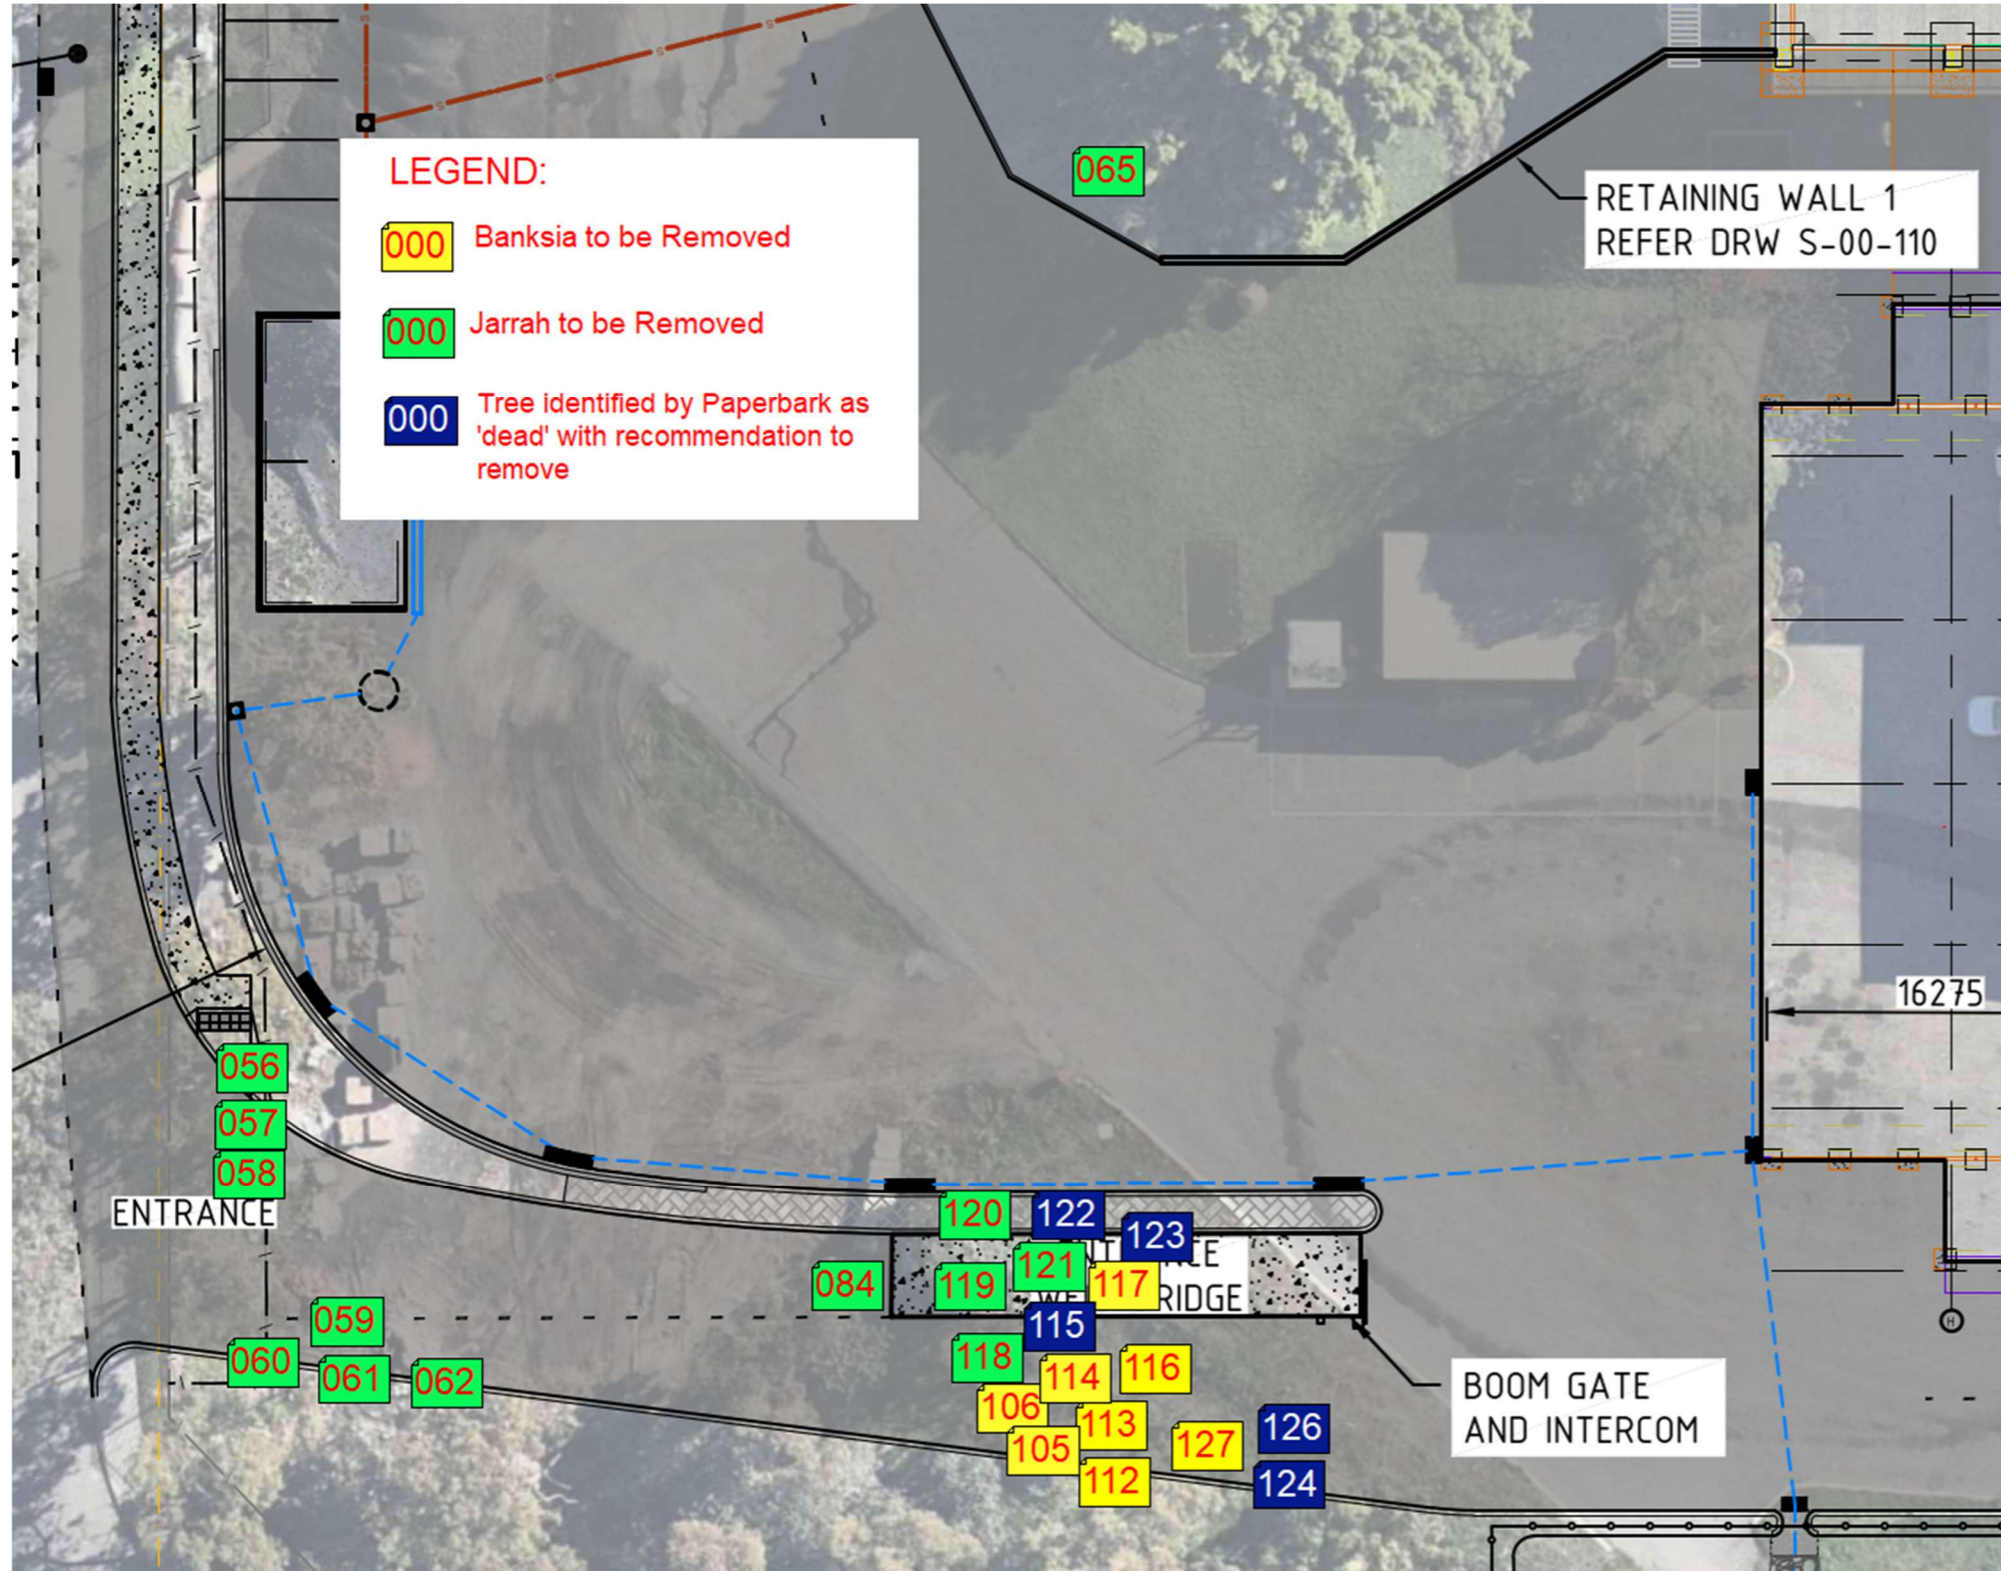 LEGEND:
000 Banksia to be Removed
000 Jarrah to be Removed
000 Tree identified by Paperbark as
'dead' with recommendation to
remove
065
RETAINING WALL 1
REFER DRW S-00-110
16275
056
057
058
ENTRANCE
120
122
123
121
084
119
117
RIDGE
115
059
060
061
062
118
114
116
106
113
105
127
126
112
124
BOOM GATE
AND INTERCOM
H
S
S
S
S
S